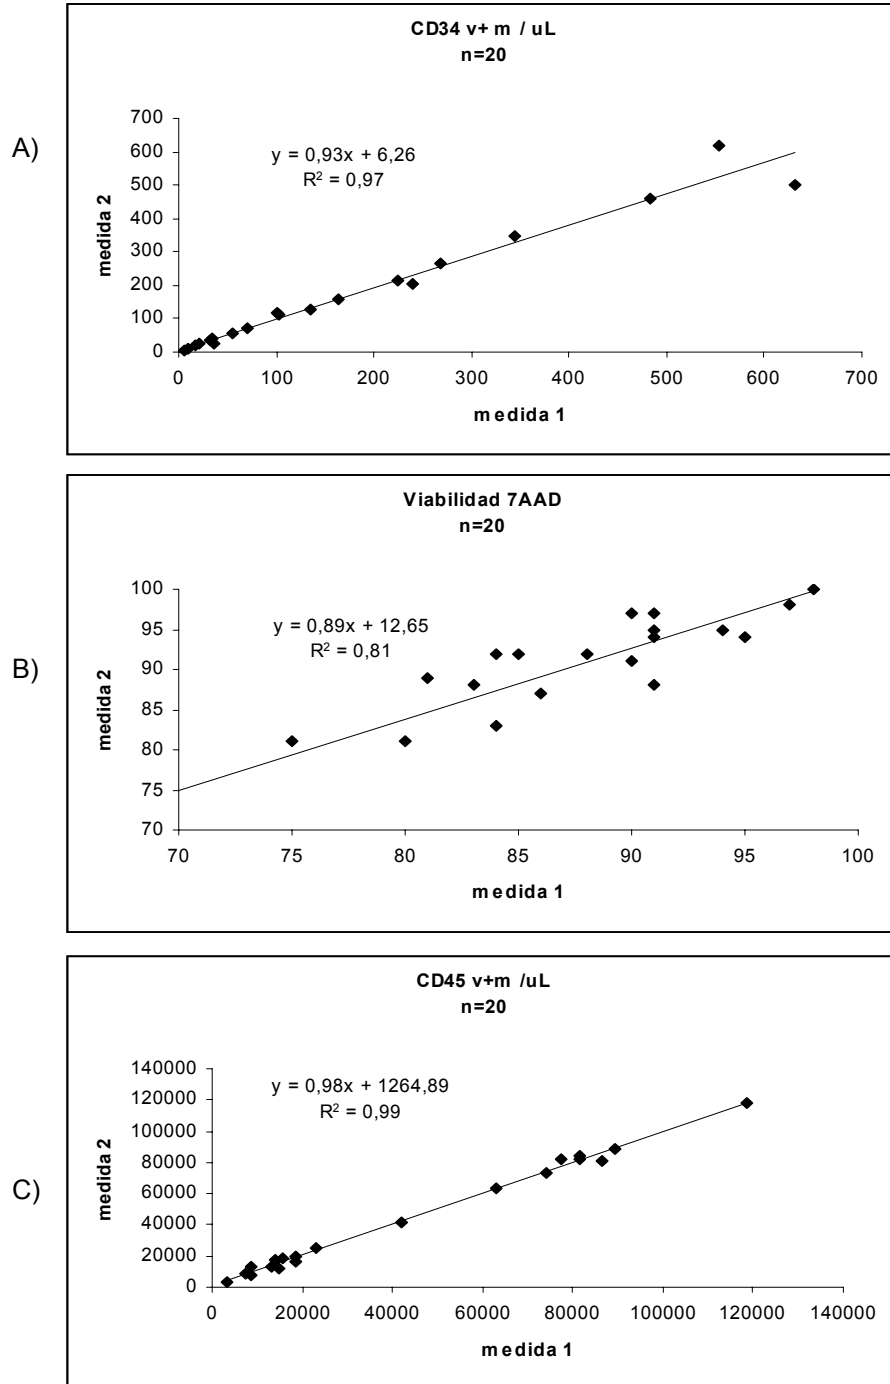 A)
CD34 v+ m / uL
n=20
y = 0,93x + 6,26
R² = 0,97
medida 2
700
600
500
400
300
200
100
0
0 100 200 300 400 500 600 700
medida 1
B)
Viabilidad 7AAD
n=20
y = 0,89x + 12,65
R² = 0,81
medida 2
100
95
90
85
80
75
70
70 75 80 85 90 95 100
medida 1
C)
CD45 v+m /uL
n=20
y = 0,98x + 1264,89
R² = 0,99
medida 2
140000
120000
100000
80000
60000
40000
20000
0
0 20000 40000 60000 80000 100000 120000 140000
medida 1